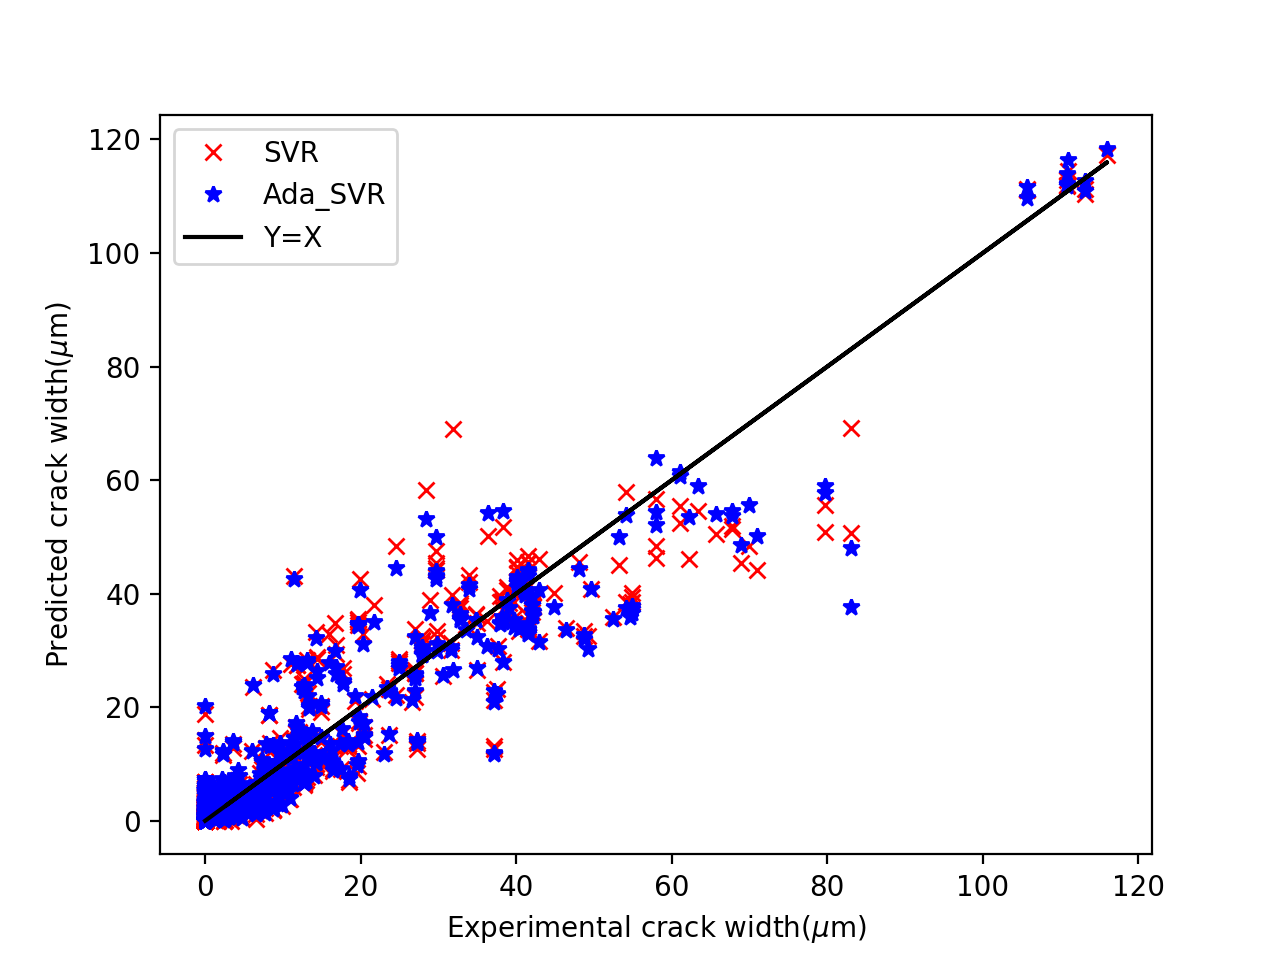 SVR
Ada_SVR
Y=X
120
100
80
60
40
20
0
Predicted crack width(μm)
0 20 40 60 80 100 120
Experimental crack width(μm)